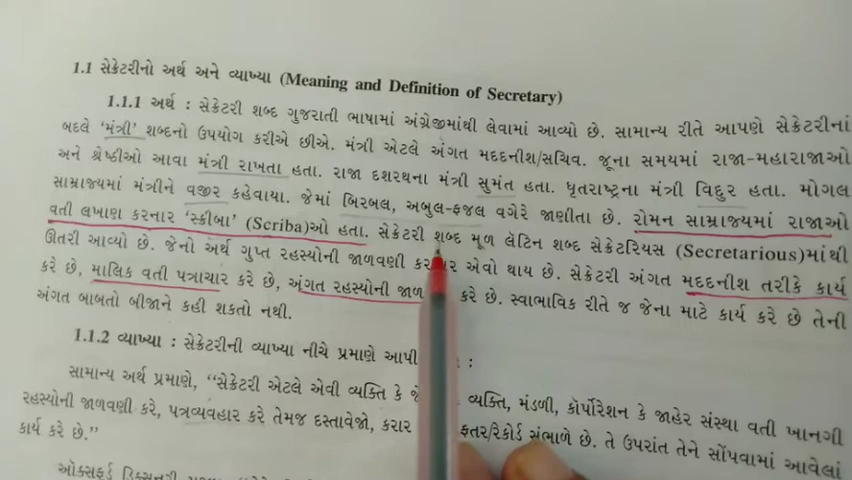 1.1 સેક્રેટરીનો અર્થ અને વ્યાખ્યા (Meaning and Definition of Secretary)
1.1.1 અર્થ : સેક્રેટરી શબ્દ ગુજરાતી ભાષામાં અંગ્રેજીમાંથી લેવામાં આવ્યો છે. સામાન્ય રીતે આપણે સેક્રેટરીનાં
બદલે ‘મંત્રી’ શબ્દનો ઉપયોગ કરીએ છીએ. મંત્રી એટલે અંગત મદદનીશ/સચિવ. જૂના સમયમાં રાજા-મહારાજાઓ
અને શ્રેષ્ઠીઓ આવા મંત્રી રાખતા હતા. રાજા દશરથના મંત્રી સુમંત હતા. ધૃતરાષ્ટ્રના મંત્રી વિદુર હતા. મોગલ
સામ્રાજ્યમાં મંત્રીને વજીર કહેવાયા. જેમાં બિરબલ, અબુલ-ફજલ વગેરે જાણીતા છે. રોમન સામ્રાજ્યમાં રાજાઓ
વતી લખાણ કરનાર ‘સ્ક્રીબા’ (Scriba)ઓ હતા. સેક્રેટરી શબ્દ મૂળ લૅટિન શબ્દ સેક્રેટરિયસ (Secretarious)માંથી
ઊતરી આવ્યો છે. જેનો અર્થ ગુપ્ત રહસ્યોની જાળવણી એવો થાય છે. સેક્રેટરી અંગત મદદનીશ તરીકે કાર્ય
કરે છે, માલિક વતી પત્રાચાર કરે છે, અંગત રહસ્યોની કરે છે. સ્વાભાવિક રીતે જ જેના માટે કાર્ય કરે છે તેની
અંગત બાબતો બીજાને કહી શકતો નથી.
1.1.2 વ્યાખ્યા : સેક્રેટરીની વ્યાખ્યા નીચે પ્રમાણે આપી :
સામાન્ય અર્થ પ્રમાણે, “સેક્રેટરી એટલે એવી વ્યક્તિ કે વ્યક્તિ, મંડળી, કૉર્પોરેશન કે જાહેર સંસ્થા વતી ખાનગી
રહસ્યોની જાળવણી કરે, પત્રવ્યવહાર કરે તેમજ દસ્તાવેજો, કરાર સંભાળે છે. તે ઉપરાંત તેને સોંપવામાં આવેલાં
કાર્ય કરે છે.”
ઑક્સફર્ડ